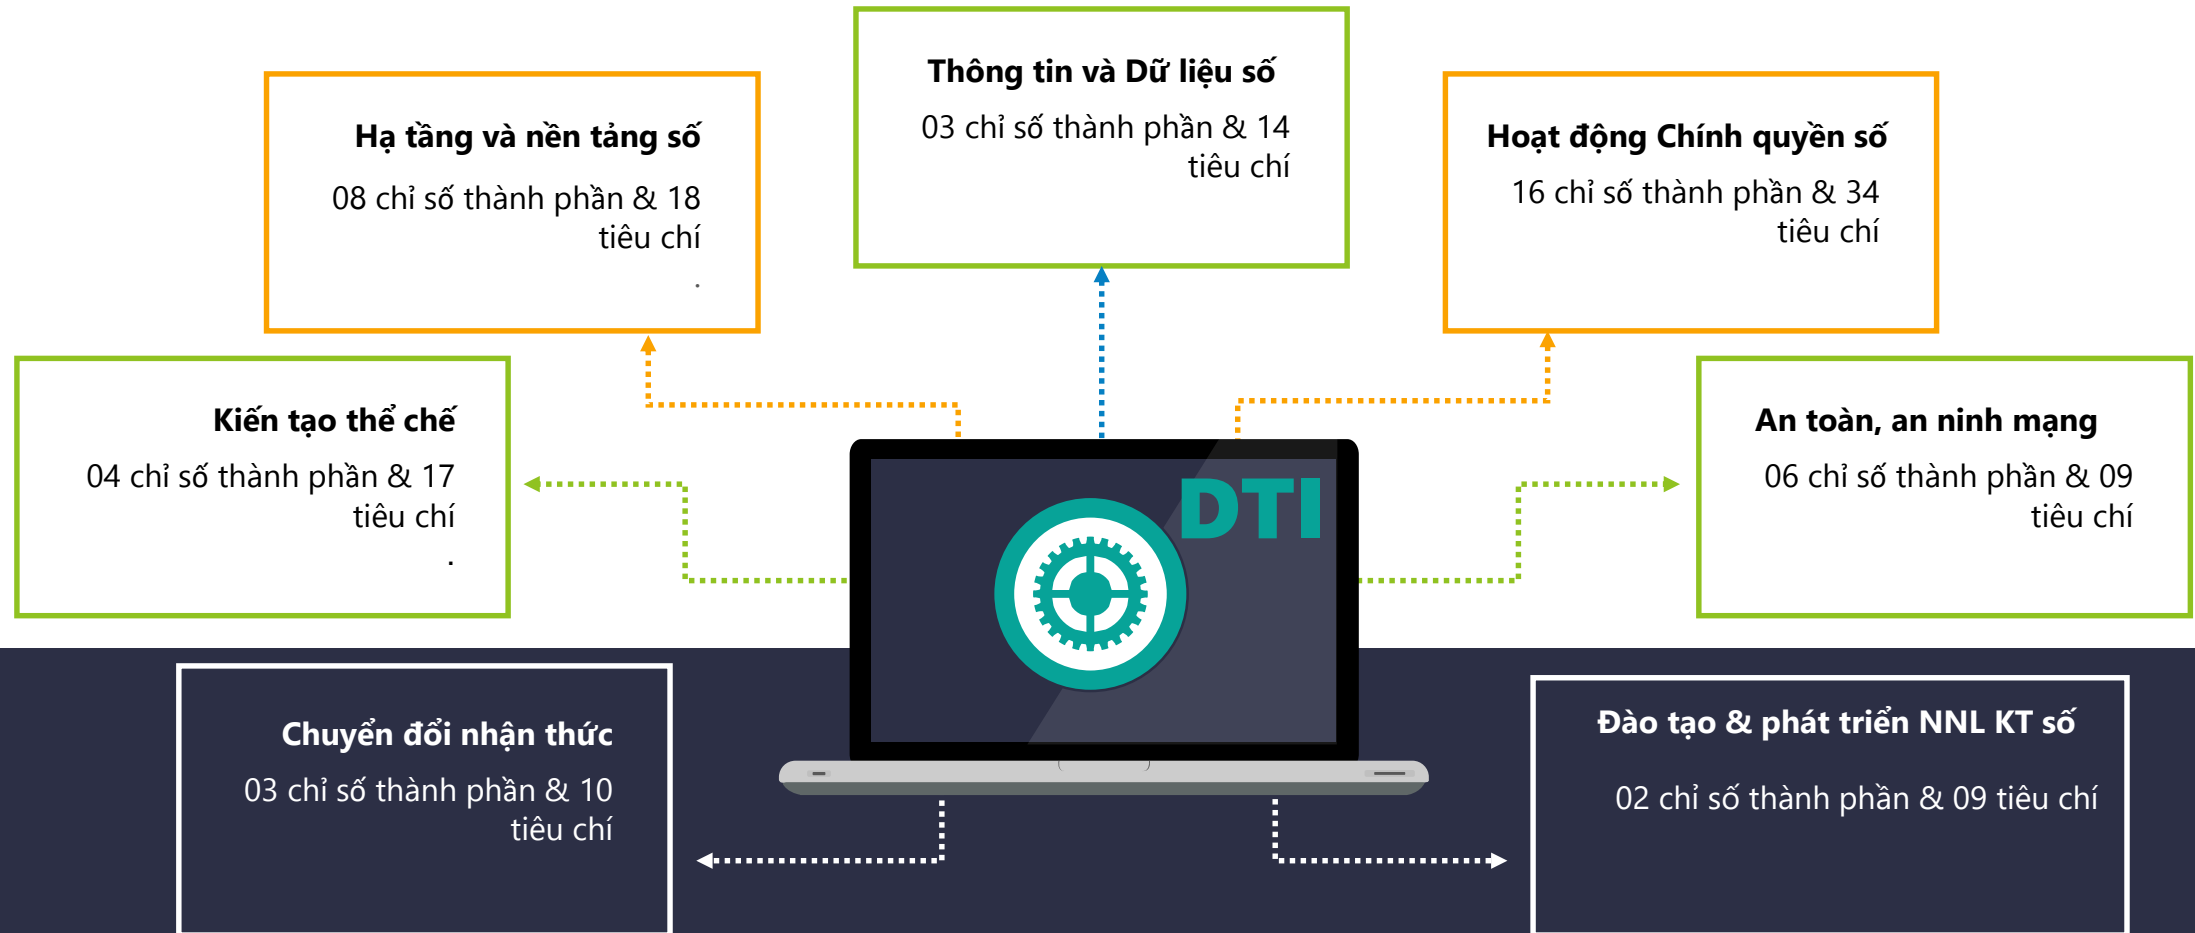 Thông tin và Dữ liệu số
03 chỉ số thành phần & 14
tiêu chí
Hạ tầng và nền tảng số
08 chỉ số thành phần & 18
tiêu chí
.
Hoạt động Chính quyền số
16 chỉ số thành phần & 34
tiêu chí
Kiến tạo thể chế
04 chỉ số thành phần & 17
tiêu chí
.
An toàn, an ninh mạng
06 chỉ số thành phần & 09
tiêu chí
DTI
Chuyển đổi nhận thức
03 chỉ số thành phần & 10
tiêu chí
Đào tạo & phát triển NNL KT số
02 chỉ số thành phần & 09 tiêu chí